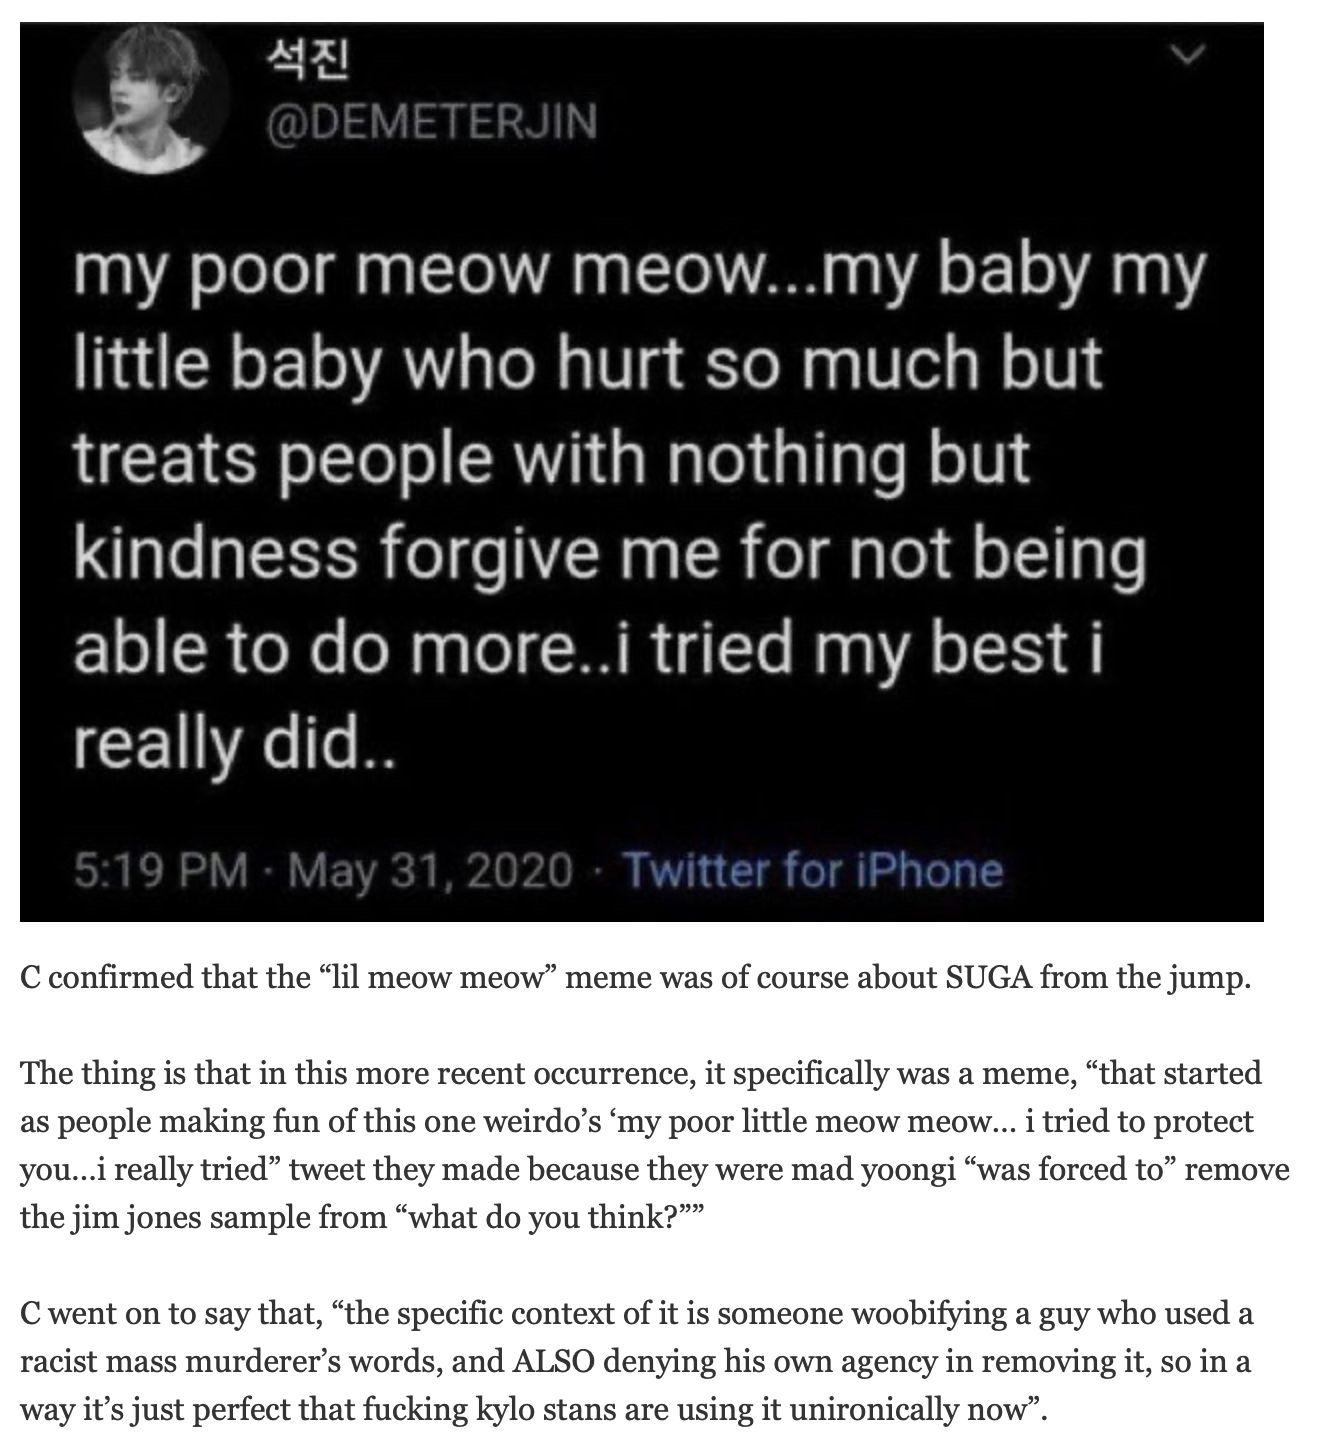 석진
@DEMETERJIN
my poor meow meow...my baby my
little baby who hurt so much but
treats people with nothing but
kindness forgive me for not being
able to do more..i tried my best i
really did..
5:19 PM · May 31, 2020 · Twitter for iPhone
C confirmed that the “lil meow meow” meme was of course about SUGA from the jump.
The thing is that in this more recent occurrence, it specifically was a meme, “that started
as people making fun of this one weirdo’s ‘my poor little meow meow... i tried to protect
you...i really tried” tweet they made because they were mad yoongi “was forced to” remove
the jim jones sample from “what do you think?””
C went on to say that, “the specific context of it is someone woobifying a guy who used a
racist mass murderer’s words, and ALSO denying his own agency in removing it, so in a
way it’s just perfect that fucking kylo stans are using it unironically now”.